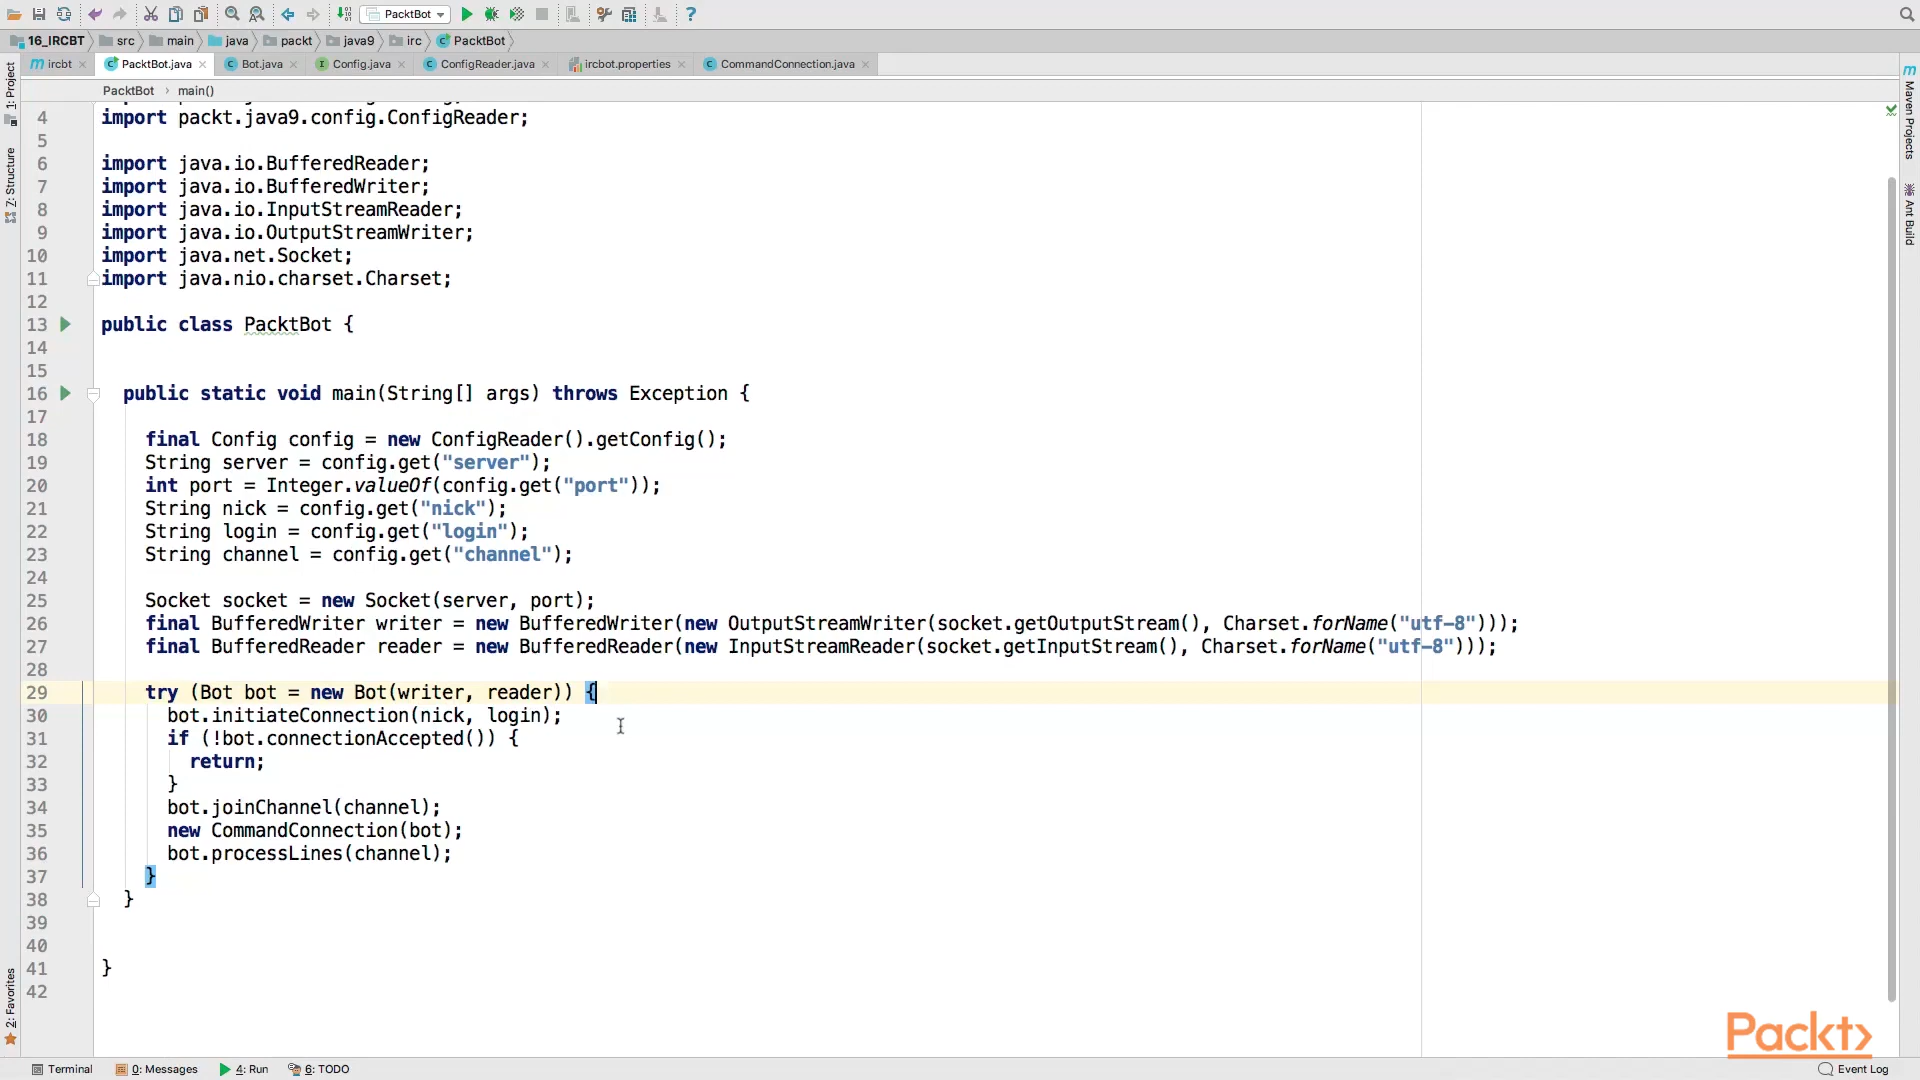 PacktBot
16_IRCBT src main java packt java9 irc PacktBot
ircbt PacktBot.java Bot.java Config.java ConfigReader.java ircbot.properties CommandConnection.java
PacktBot main()
1: Project
Z: Structure
2: Favorites
Maven Projects
Ant Build
4 import packt.java9.config.ConfigReader;
5
6 import java.io.BufferedReader;
7 import java.io.BufferedWriter;
8 import java.io.InputStreamReader;
9 import java.io.OutputStreamWriter;
10 import java.net.Socket;
11 import java.nio.charset.Charset;
12
13 public class PacktBot {
14
15
16 public static void main(String[] args) throws Exception {
17
18 final Config config = new ConfigReader().getConfig();
19 String server = config.get("server");
20 int port = Integer.valueOf(config.get("port"));
21 String nick = config.get("nick");
22 String login = config.get("login");
23 String channel = config.get("channel");
24
25 Socket socket = new Socket(server, port);
26 final BufferedWriter writer = new BufferedWriter(new OutputStreamWriter(socket.getOutputStream(), Charset.forName("utf-8")));
27 final BufferedReader reader = new BufferedReader(new InputStreamReader(socket.getInputStream(), Charset.forName("utf-8")));
28
29 try (Bot bot = new Bot(writer, reader)) {
30 bot.initiateConnection(nick, login);
31 if (!bot.connectionAccepted()) {
32 return;
33 }
34 bot.joinChannel(channel);
35 new CommandConnection(bot);
36 bot.processLines(channel);
37 }
38 }
39
40
41 }
42
Packt>
Terminal 0: Messages 4: Run 6: TODO Event Log